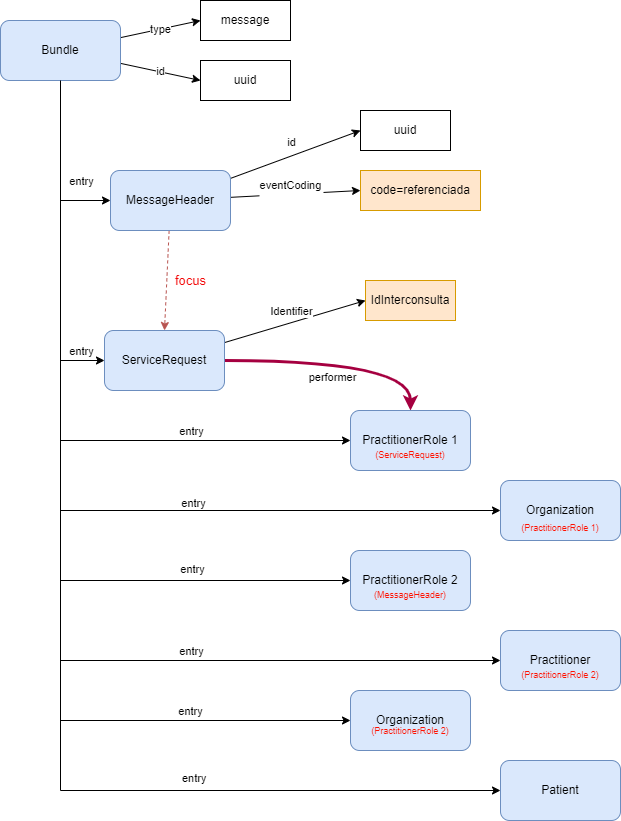 message
type
Bundle
id
uuid
uuid
id
entry
eventCoding
code=referenciada
MessageHeader
focus
IdInterconsulta
Identifier
entry
ServiceRequest
performer
entry
PractitionerRole 1
(ServiceRequest)
entry
Organization
(PractitionerRole 1)
entry
PractitionerRole 2
(MessageHeader)
entry
Practitioner
(PractitionerRole 2)
entry
Organization
(PractitionerRole 2)
entry
Patient